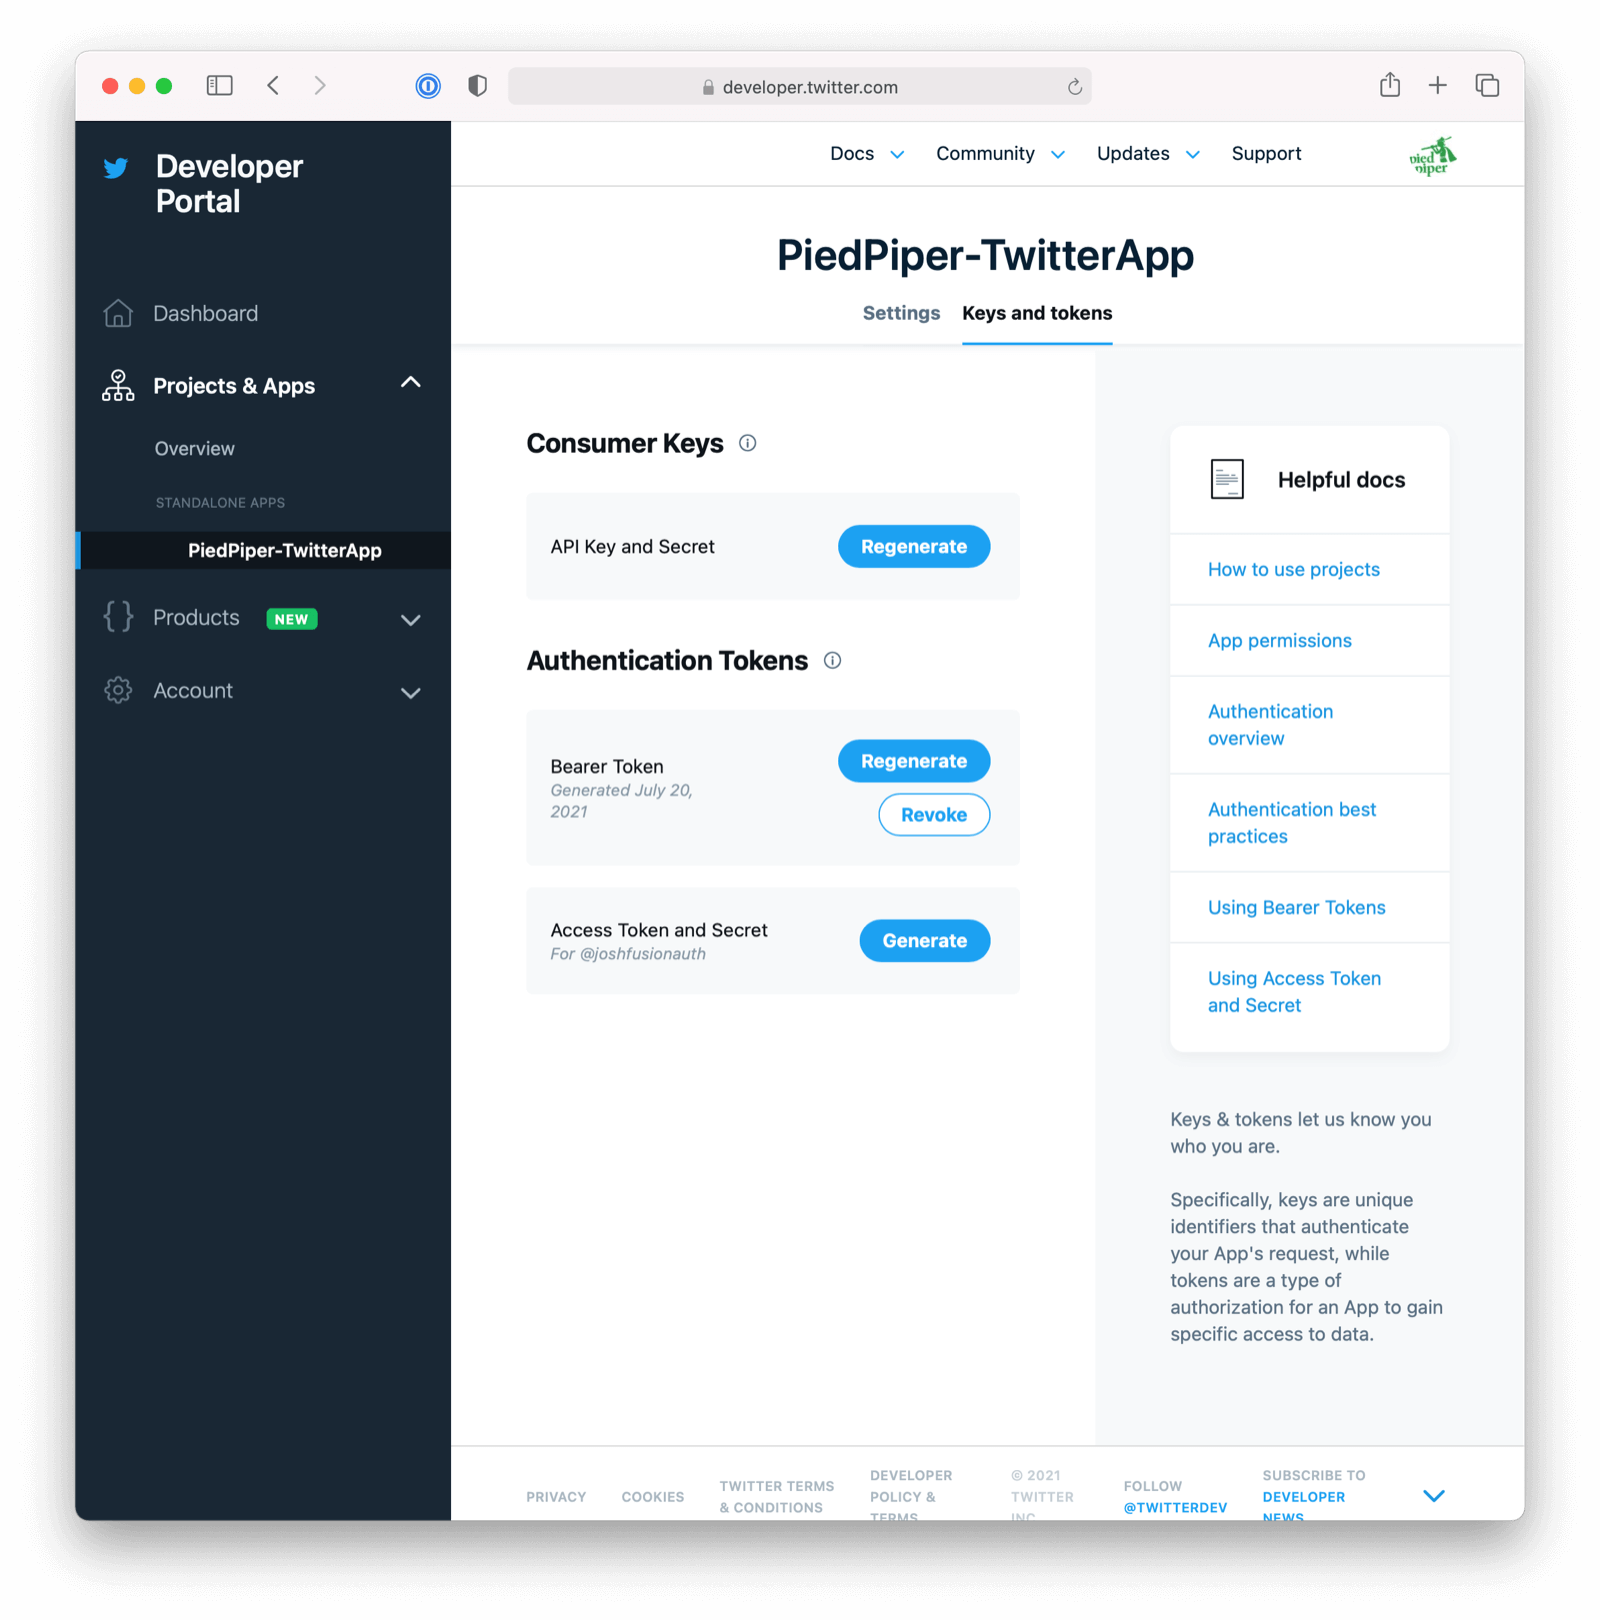 developer.twitter.com
Developer
Portal
Docs
Community
Updates
Support
pied
piper
Dashboard
Projects & Apps
Overview
STANDALONE APPS
PiedPiper-TwitterApp
Products
NEW
Account
PiedPiper-TwitterApp
Settings
Keys and tokens
Consumer Keys
API Key and Secret
Regenerate
Authentication Tokens
Bearer Token
Generated July 20,
2021
Regenerate
Revoke
Access Token and Secret
For @joshfusionauth
Generate
Helpful docs
How to use projects
App permissions
Authentication
overview
Authentication best
practices
Using Bearer Tokens
Using Access Token
and Secret
Keys & tokens let us know you
who you are.
Specifically, keys are unique
identifiers that authenticate
your App's request, while
tokens are a type of
authorization for an App to gain
specific access to data.
PRIVACY
COOKIES
TWITTER TERMS
& CONDITIONS
DEVELOPER
POLICY &
TERMS
© 2021
TWITTER
INC
FOLLOW
@TWITTERDEV
SUBSCRIBE TO
DEVELOPER
NEWS